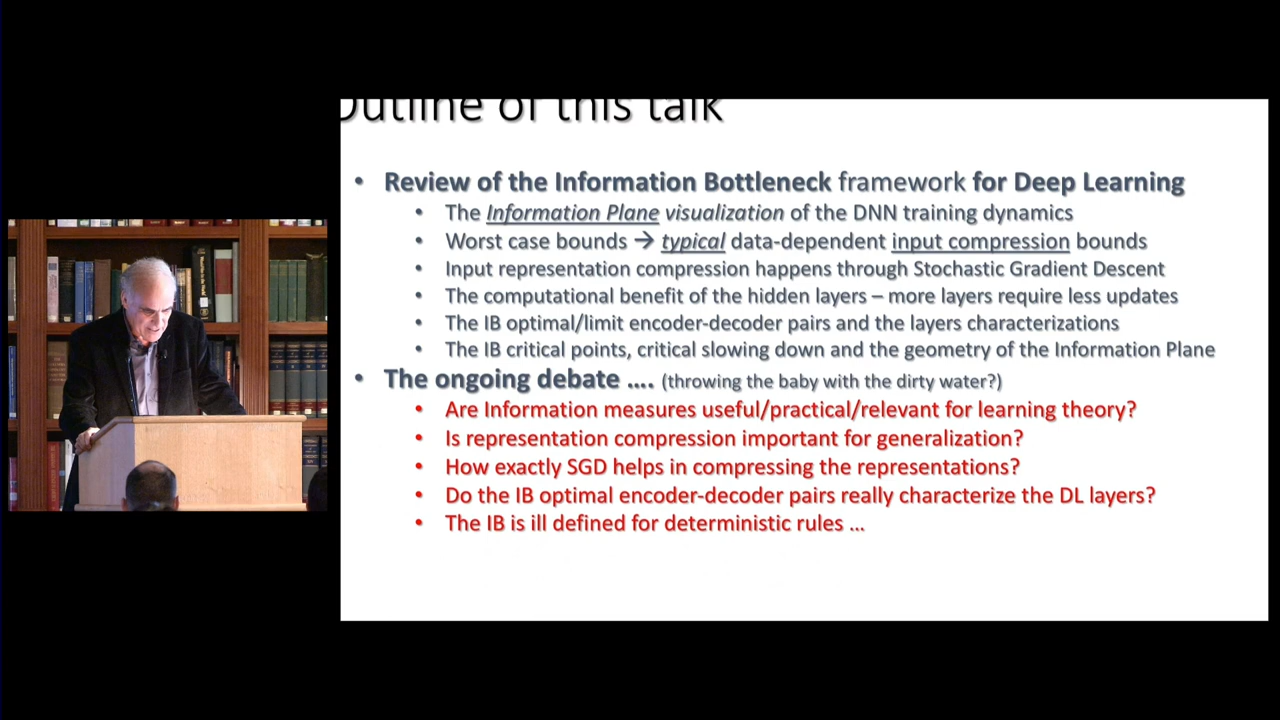 Outline of this talk
• Review of the Information Bottleneck framework for Deep Learning
• The Information Plane visualization of the DNN training dynamics
• Worst case bounds → typical data-dependent input compression bounds
• Input representation compression happens through Stochastic Gradient Descent
• The computational benefit of the hidden layers – more layers require less updates
• The IB optimal/limit encoder-decoder pairs and the layers characterizations
• The IB critical points, critical slowing down and the geometry of the Information Plane
• The ongoing debate .... (throwing the baby with the dirty water?)
• Are Information measures useful/practical/relevant for learning theory?
• Is representation compression important for generalization?
• How exactly SGD helps in compressing the representations?
• Do the IB optimal encoder-decoder pairs really characterize the DL layers?
• The IB is ill defined for deterministic rules ...